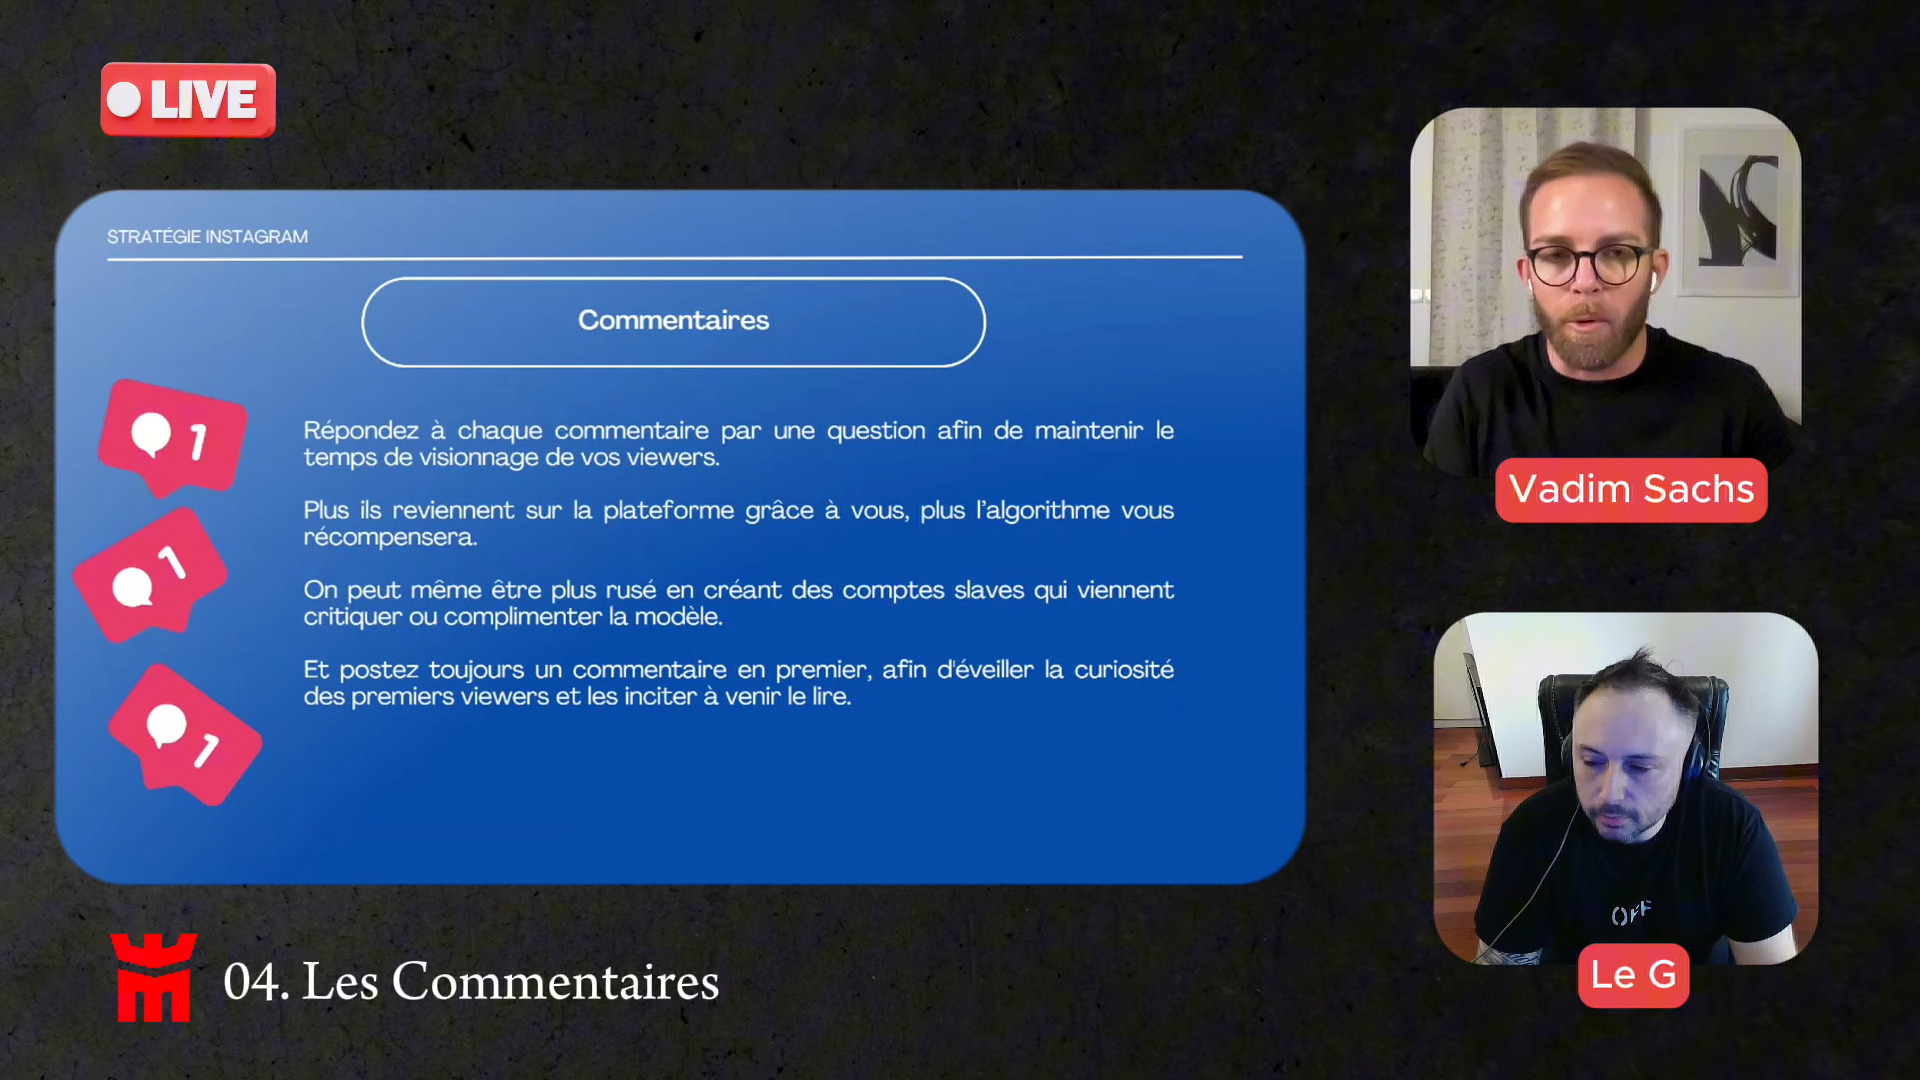 LIVE
STRATÉGIE INSTAGRAM
Commentaires
1
1
1
Répondez à chaque commentaire par une question afin de maintenir le
temps de visionnage de vos viewers.
Plus ils reviennent sur la plateforme grâce à vous, plus l'algorithme vous
récompensera.
On peut même être plus rusé en créant des comptes slaves qui viennent
critiquer ou complimenter la modèle.
Et postez toujours un commentaire en premier, afin d'éveiller la curiosité
des premiers viewers et les inciter à venir le lire.
Vadim Sachs
OFF
Le G
04. Les Commentaires